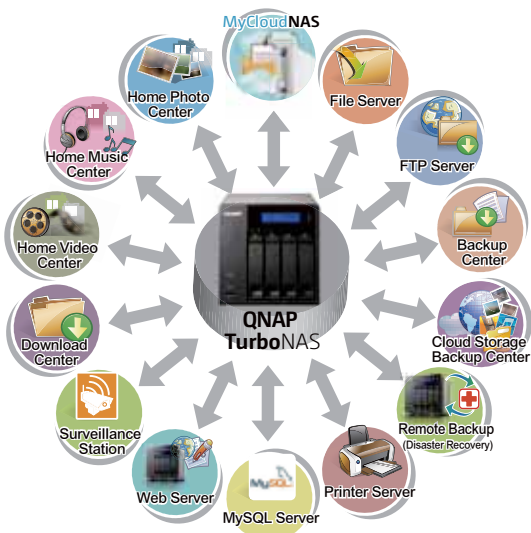 MyCloudNAS
File Server
FTP Server
Backup
Center
Cloud Storage
Backup Center
Remote Backup
(Disaster Recovery)
Printer Server
MySQL
MySQL Server
Web Server
Surveillance
Station
Download
Center
Home Video
Center
Home Music
Center
Home Photo
Center
QNAP
TurboNAS